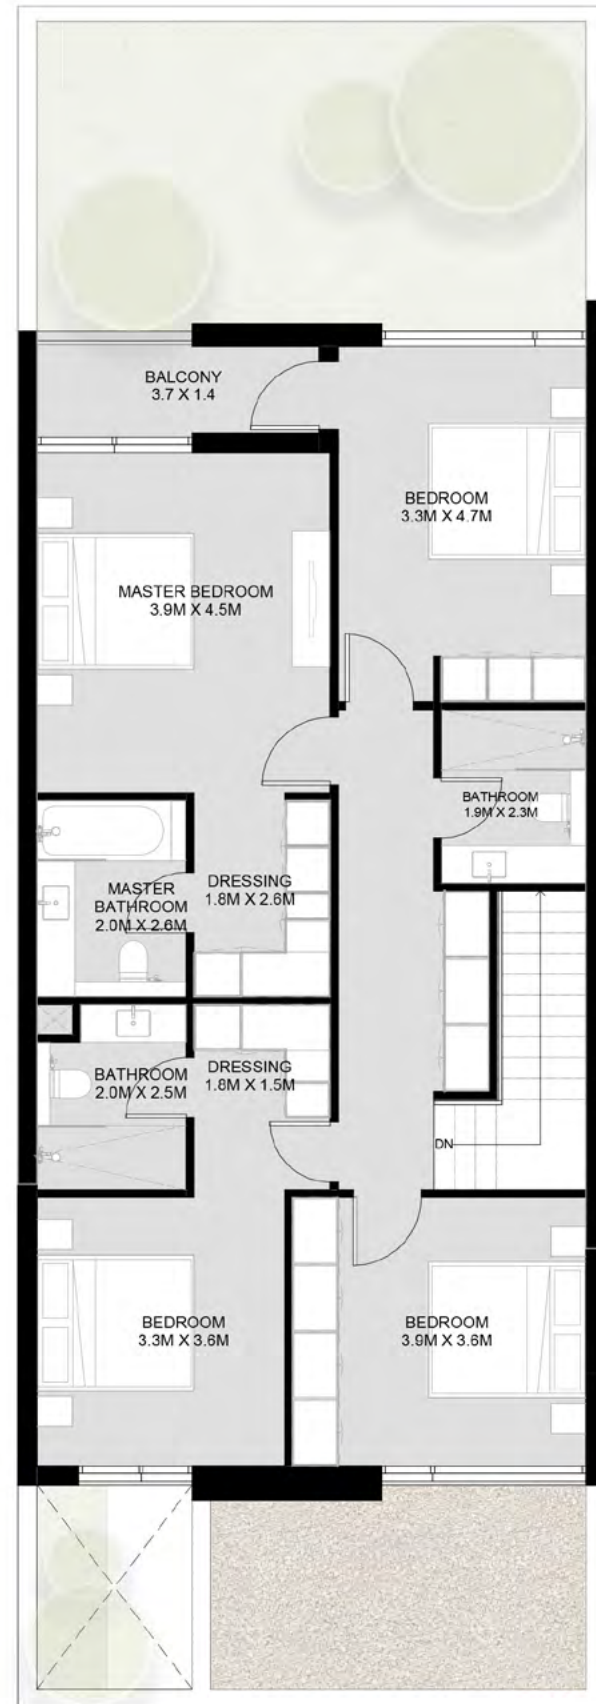 BALCONY
3.7 X 1.4
BEDROOM
3.3M X 4.7M
MASTER BEDROOM
3.9M X 4.5M
BATHROOM
1.9M X 2.3M
MASTER
BATHROOM
2.0M X 2.6M
DRESSING
1.8M X 2.6M
BATHROOM
2.0M X 2.5M
DRESSING
1.8M X 1.5M
DN
BEDROOM
3.3M X 3.6M
BEDROOM
3.9M X 3.6M